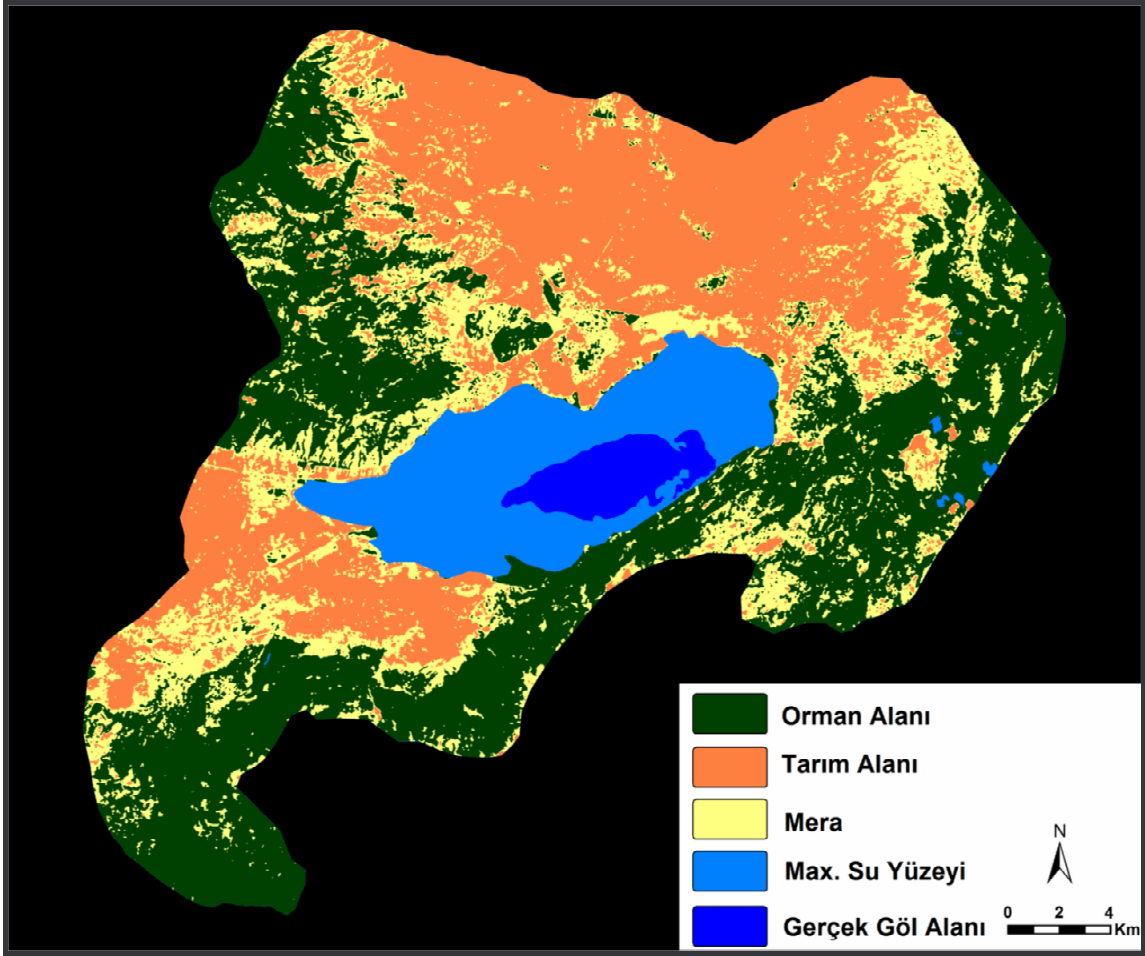 Orman Alanı
Tarım Alanı
Mera
Max. Su Yüzeyi
Gerçek Göl Alanı
N
0 2 4
Km